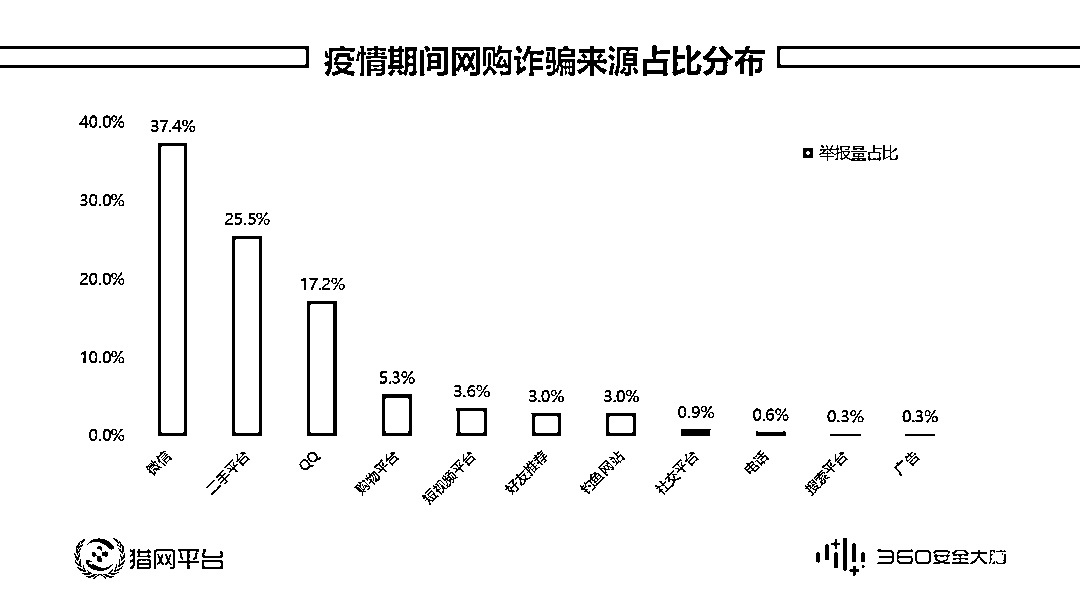 疫情期间网购诈骗来源占比分布
40.0%
30.0%
20.0%
10.0%
0.0%
37.4%
25.5%
17.2%
5.3%
3.6%
3.0%
3.0%
0.9%
0.6%
0.3%
0.3%
举报量占比
微信
二手平台
QQ
购物平台
短视频平台
好友推荐
钓鱼网站
社交平台
电话
搜索平台
广告
猎网平台
360安全大脑